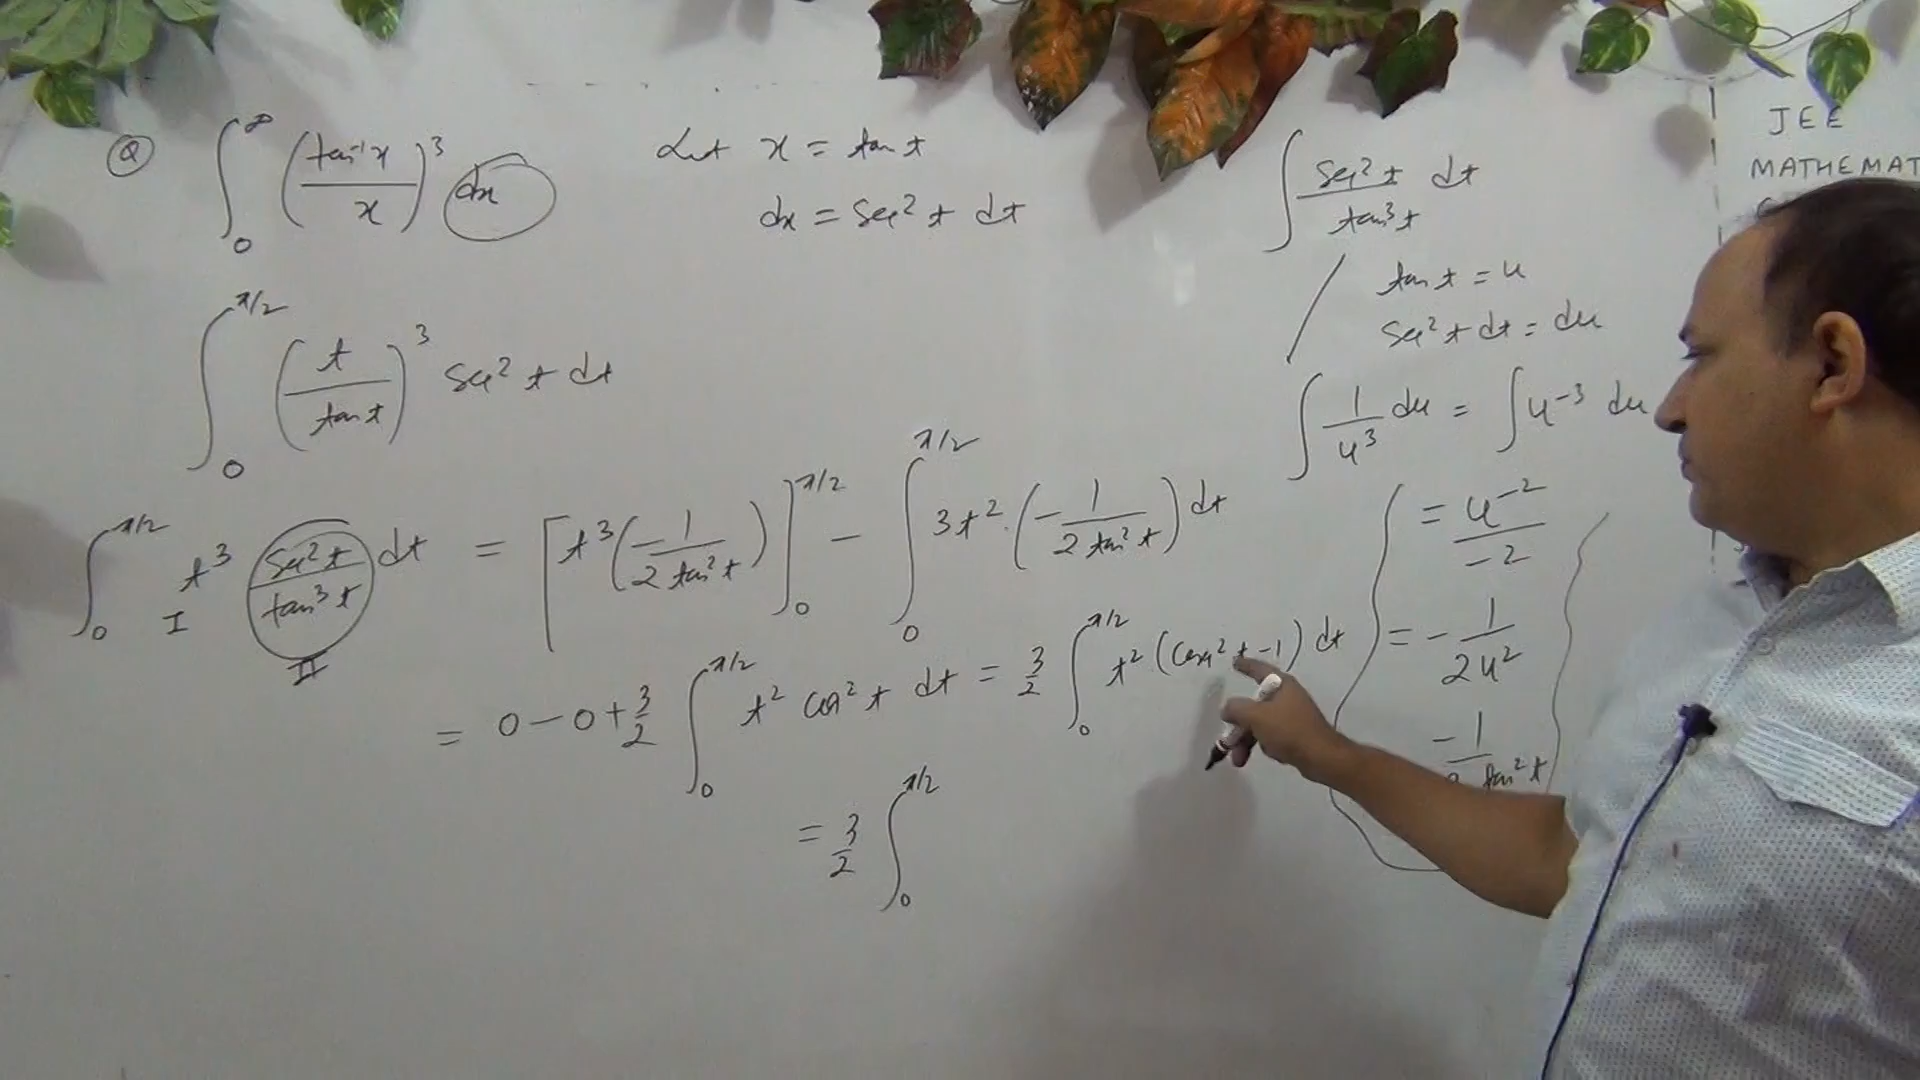 Q ∫₀^∞ (tan⁻¹x / x)³ dx
Let x = tan t
dx = sec² t dt
∫₀^π/2 (t / tan t)³ sec² t dt
∫₀^π/2 t³ (sec² t / tan³ t) dt = [t³ (-1 / 2 tan² t)]₀^π/2 - ∫₀^π/2 3t² · (-1 / 2 tan² t) dt
I II
= 0 - 0 + 3/2 ∫₀^π/2 t² cot² t dt = 3/2 ∫₀^π/2 t² (cosec² t - 1) dt
= 3/2 ∫₀^π/2
∫ sec² t / tan³ t dt
tan t = u
sec² t dt = du
∫ 1/u³ du = ∫ u⁻³ du
= u⁻² / -2
= - 1 / 2u²
-1 / tan² t
JEE